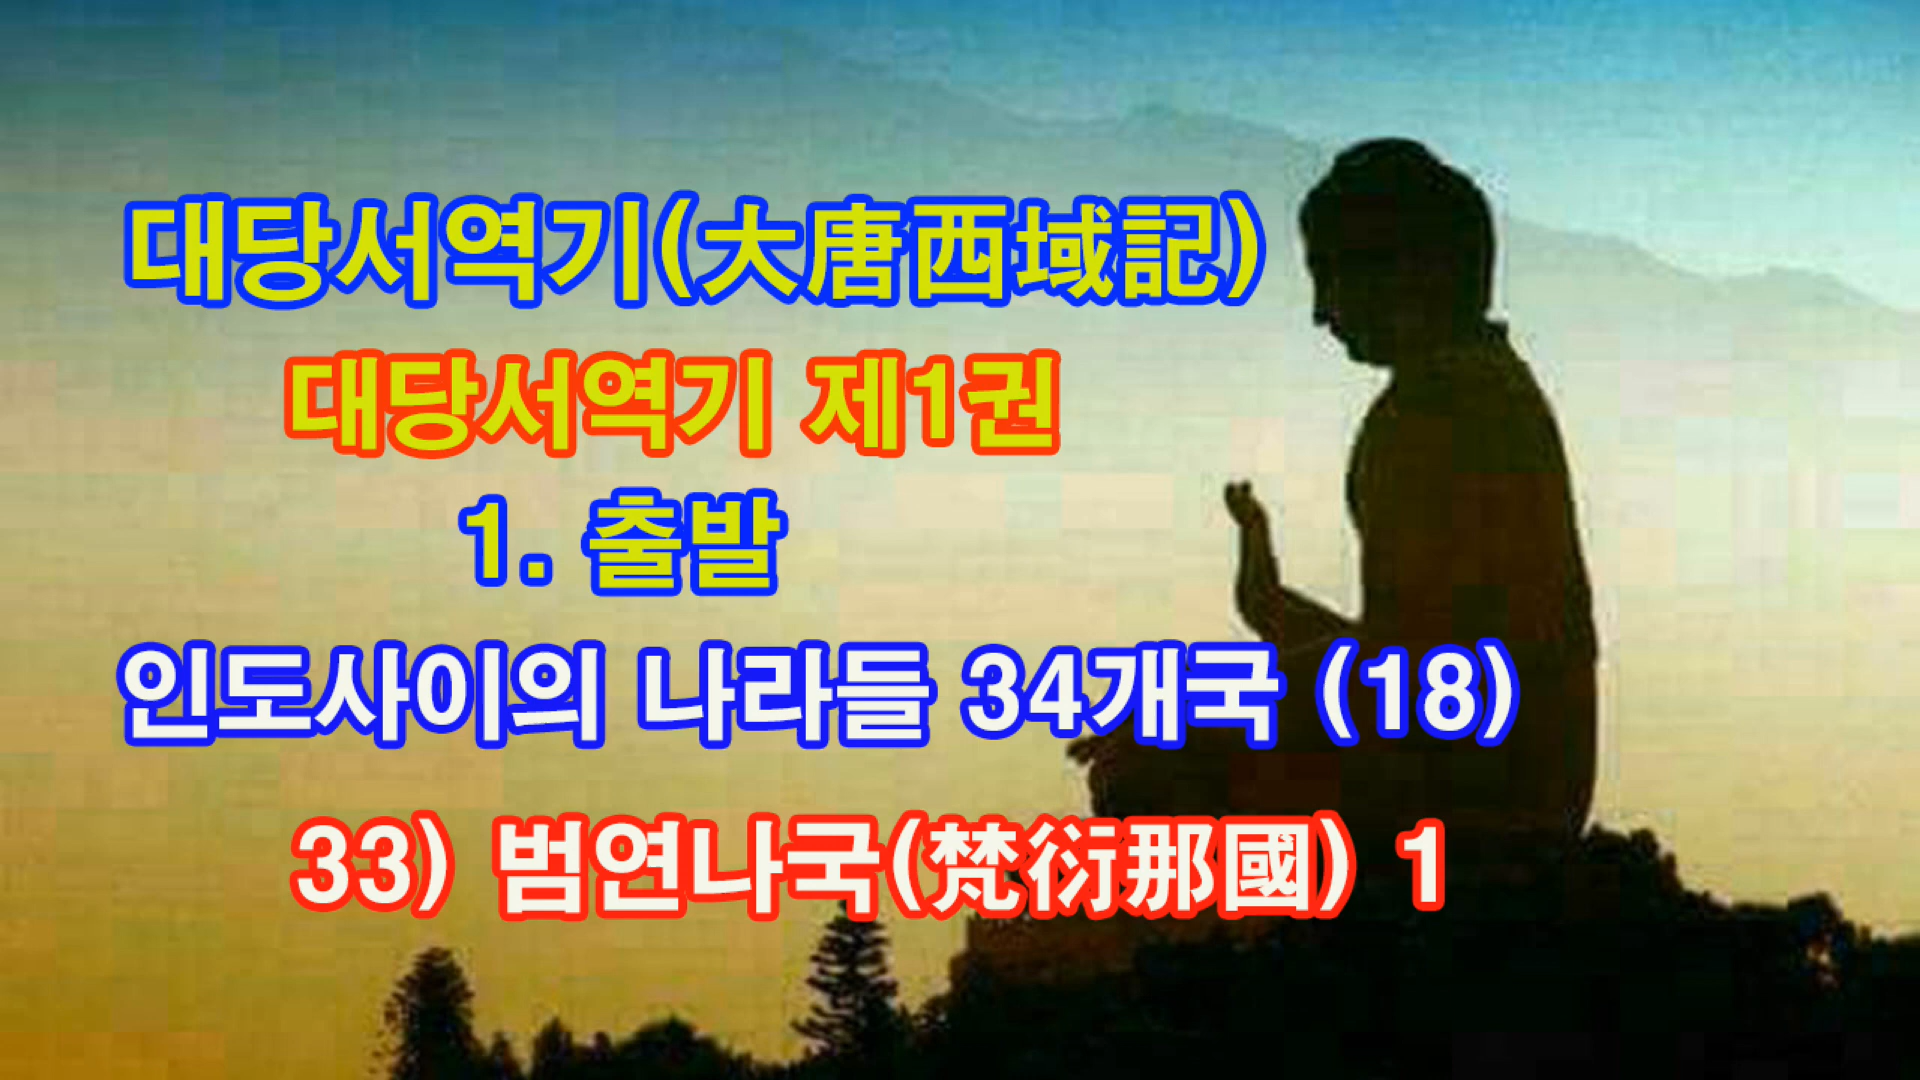 대당서역기(大唐西域記)
대당서역기 제1권
1. 출발
인도사이의 나라들 34개국 (18)
33) 범연나국(梵衍那國) 1